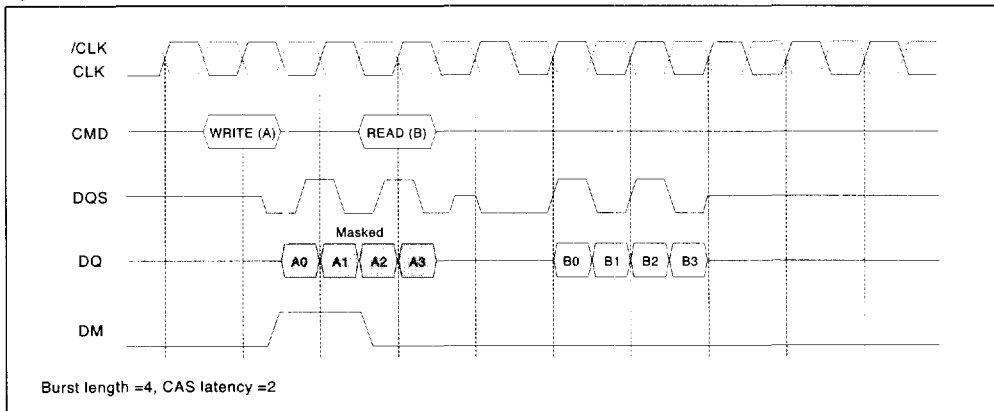 /CLK
CLK
CMD WRITE (A) READ (B)
DQS
Masked
DQ A0 A1 A2 A3 B0 B1 B2 B3
DM
Burst length =4, CAS latency =2